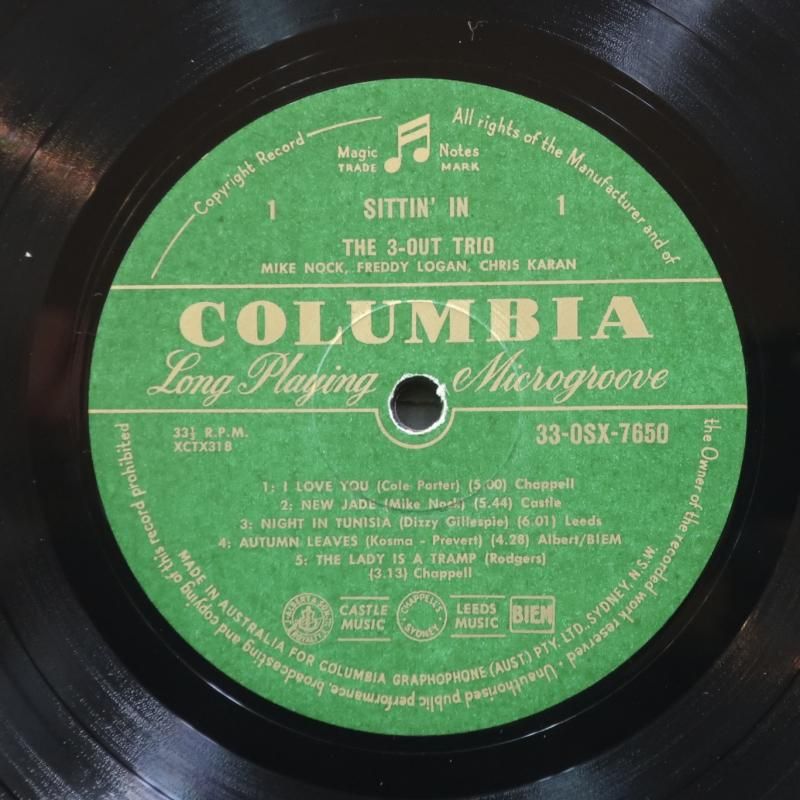 Copyright Record
Magic Notes
TRADE MARK
All rights of the Manufacturer and of
the Owner of the recorded work reserved · Unauthorised public performance, broadcasting and copying of this record prohibited
1 SITTIN' IN 1
THE 3-OUT TRIO
MIKE NOCK, FREDDY LOGAN, CHRIS KARAN
COLUMBIA
Long Playing Microgroove
33⅓ R.P.M.
XCTX318
33-OSX-7650
1: I LOVE YOU (Cole Porter) (5.00) Chappell
2: NEW JADE (Mike Nock) (5.44) Castle
3: NIGHT IN TUNISIA (Dizzy Gillespie) (6.01) Leeds
4: AUTUMN LEAVES (Kosma - Prevert) (4.28) Albert/BIEM
5: THE LADY IS A TRAMP (Rodgers)
(3.13) Chappell
CASTLE
MUSIC
CHAPPELL'S
SYDNEY
LEEDS
MUSIC
BIEM
MADE IN AUSTRALIA FOR COLUMBIA GRAPHOPHONE (AUST) PTY. LTD. SYDNEY, N.S.W.